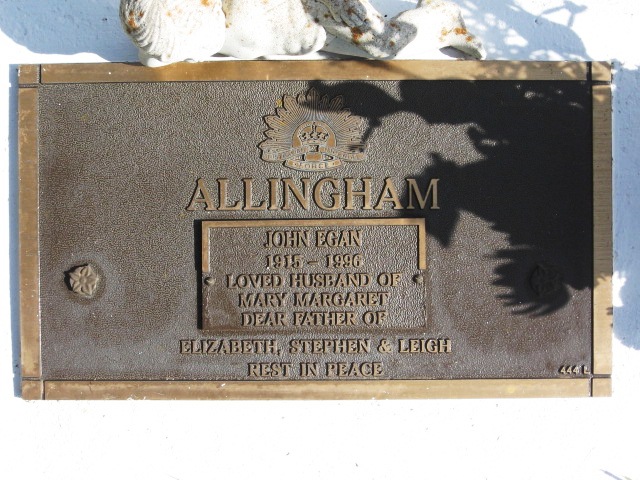 ALLINGHAM
JOHN EGAN
1915 – 1996
LOVED HUSBAND OF
MARY MARGARET
DEAR FATHER OF
ELIZABETH, STEPHEN & LEIGH
REST IN PEACE